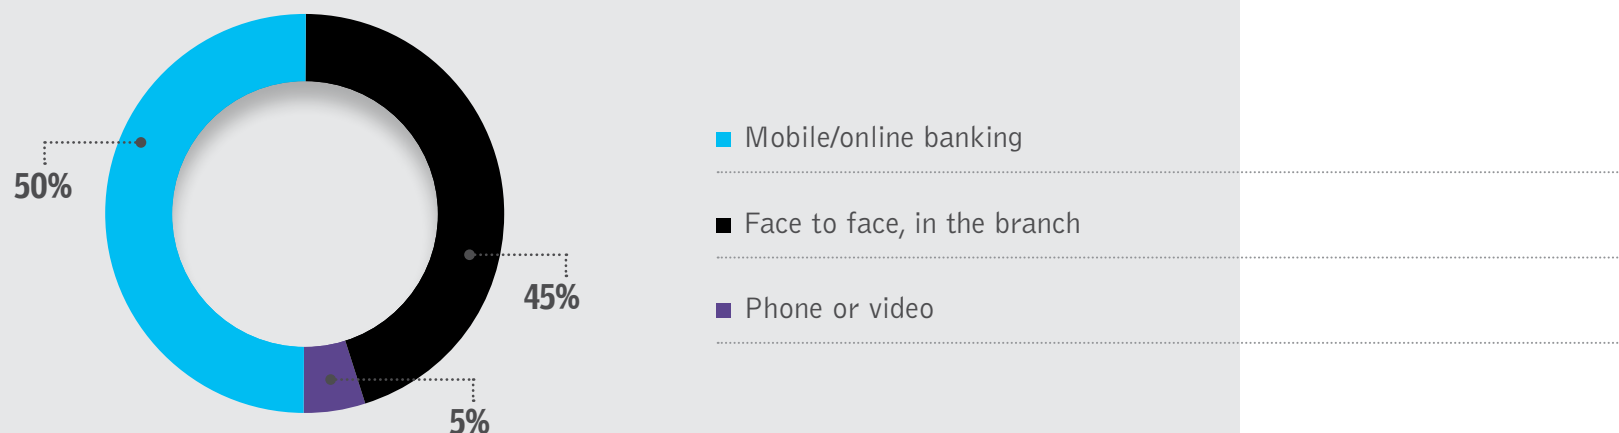 50%
45%
5%
Mobile/online banking
Face to face, in the branch
Phone or video